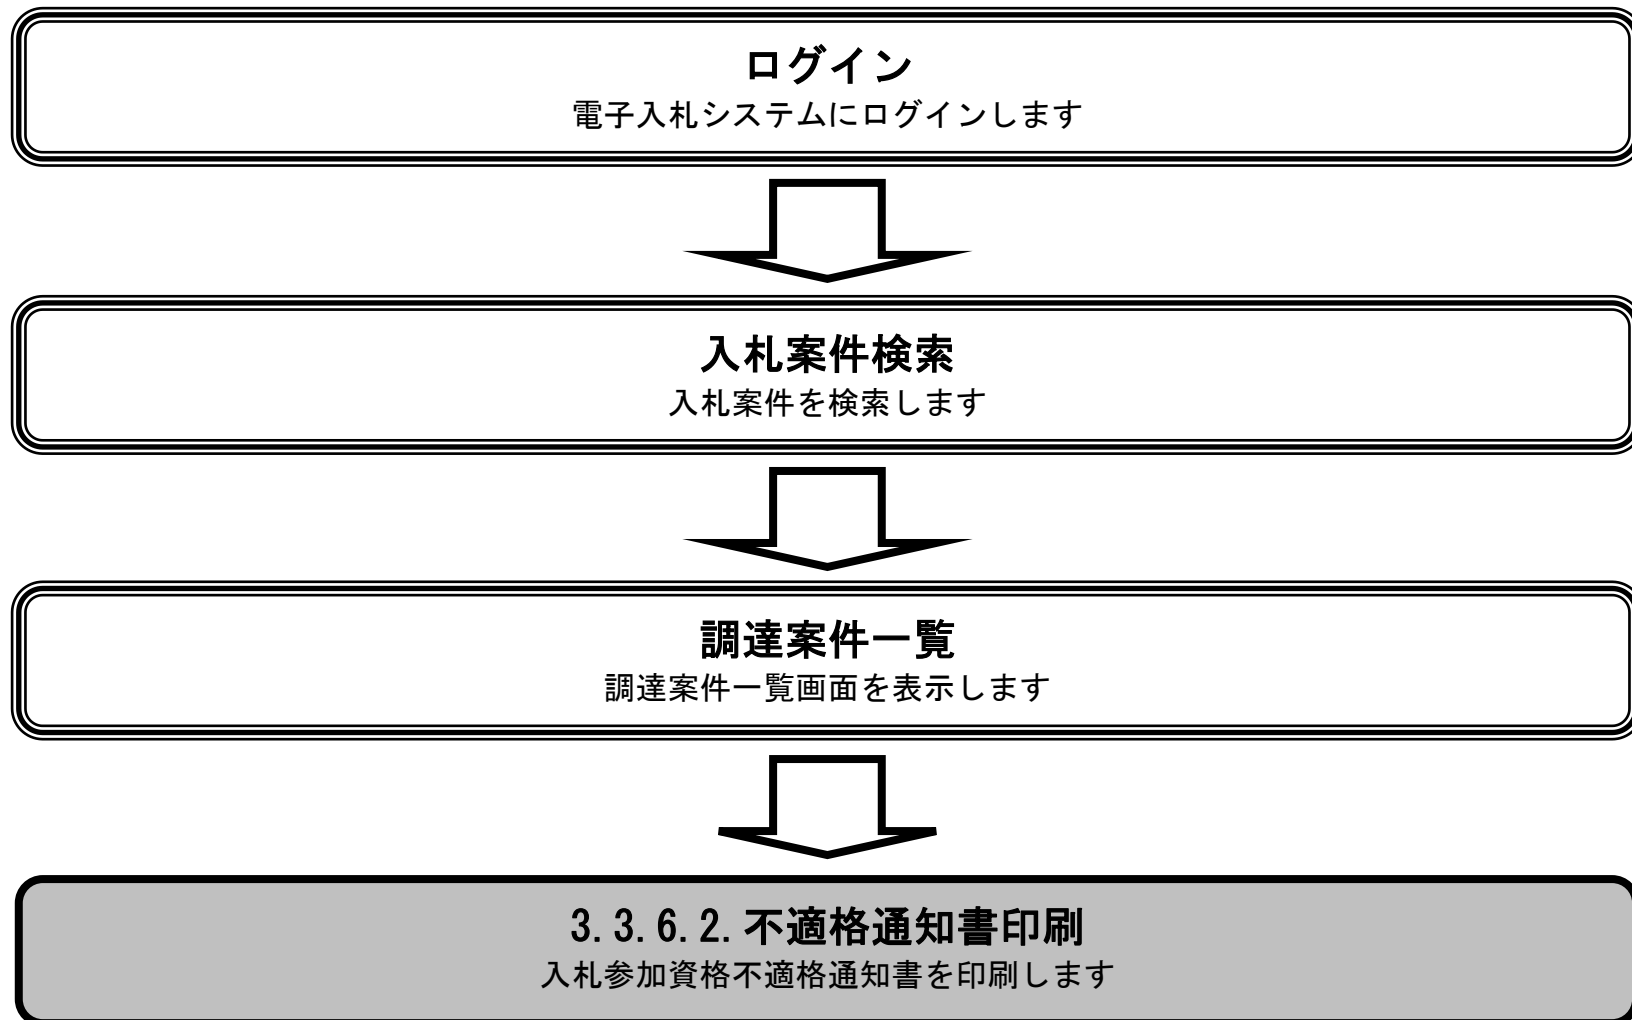 ログイン
電子入札システムにログインします
入札案件検索
入札案件を検索します
調達案件一覧
調達案件一覧画面を表示します
3.3.6.2.不適格通知書印刷
入札参加資格不適格通知書を印刷します